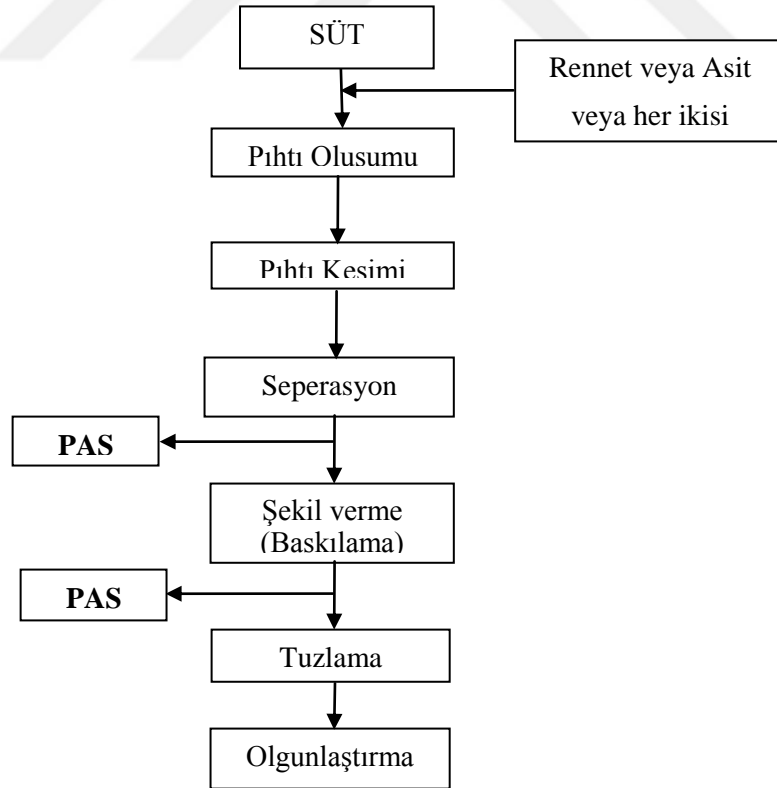 SÜT
Rennet veya Asit
veya her ikisi
Pıhtı Olusumu
Pıhtı Kesimi
Seperasyon
PAS
Şekil verme
(Baskılama)
PAS
Tuzlama
Olgunlaştırma